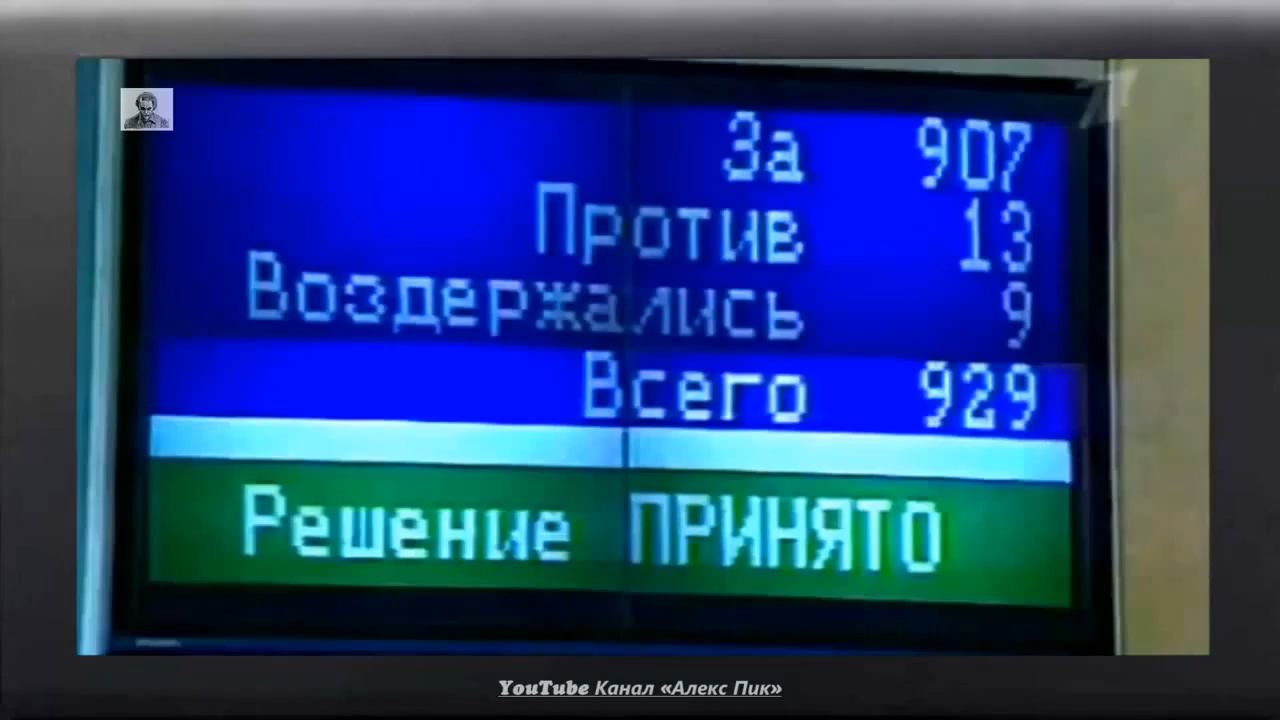 За 907
Против 13
Воздержались 9
Всего 929
Решение ПРИНЯТО
YouTube Канал «Алекс Пик»